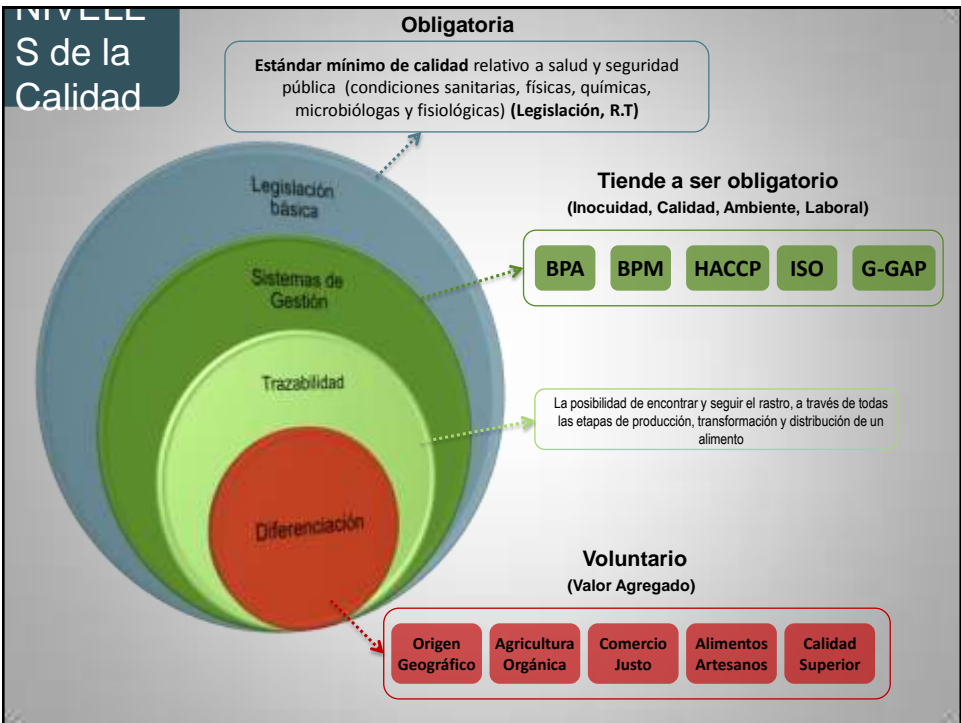 NIVELE
S de la
Calidad
Obligatoria
Estándar mínimo de calidad relativo a salud y seguridad
pública (condiciones sanitarias, físicas, químicas,
microbiólogas y fisiológicas) (Legislación, R.T)
Legislación
básica
Tiende a ser obligatorio
(Inocuidad, Calidad, Ambiente, Laboral)
BPA BPM HACCP ISO G-GAP
Sistemas de
Gestión
Trazabilidad
La posibilidad de encontrar y seguir el rastro, a través de todas
las etapas de producción, transformación y distribución de un
alimento
Diferenciación
Voluntario
(Valor Agregado)
Origen
Geográfico
Agricultura
Orgánica
Comercio
Justo
Alimentos
Artesanos
Calidad
Superior